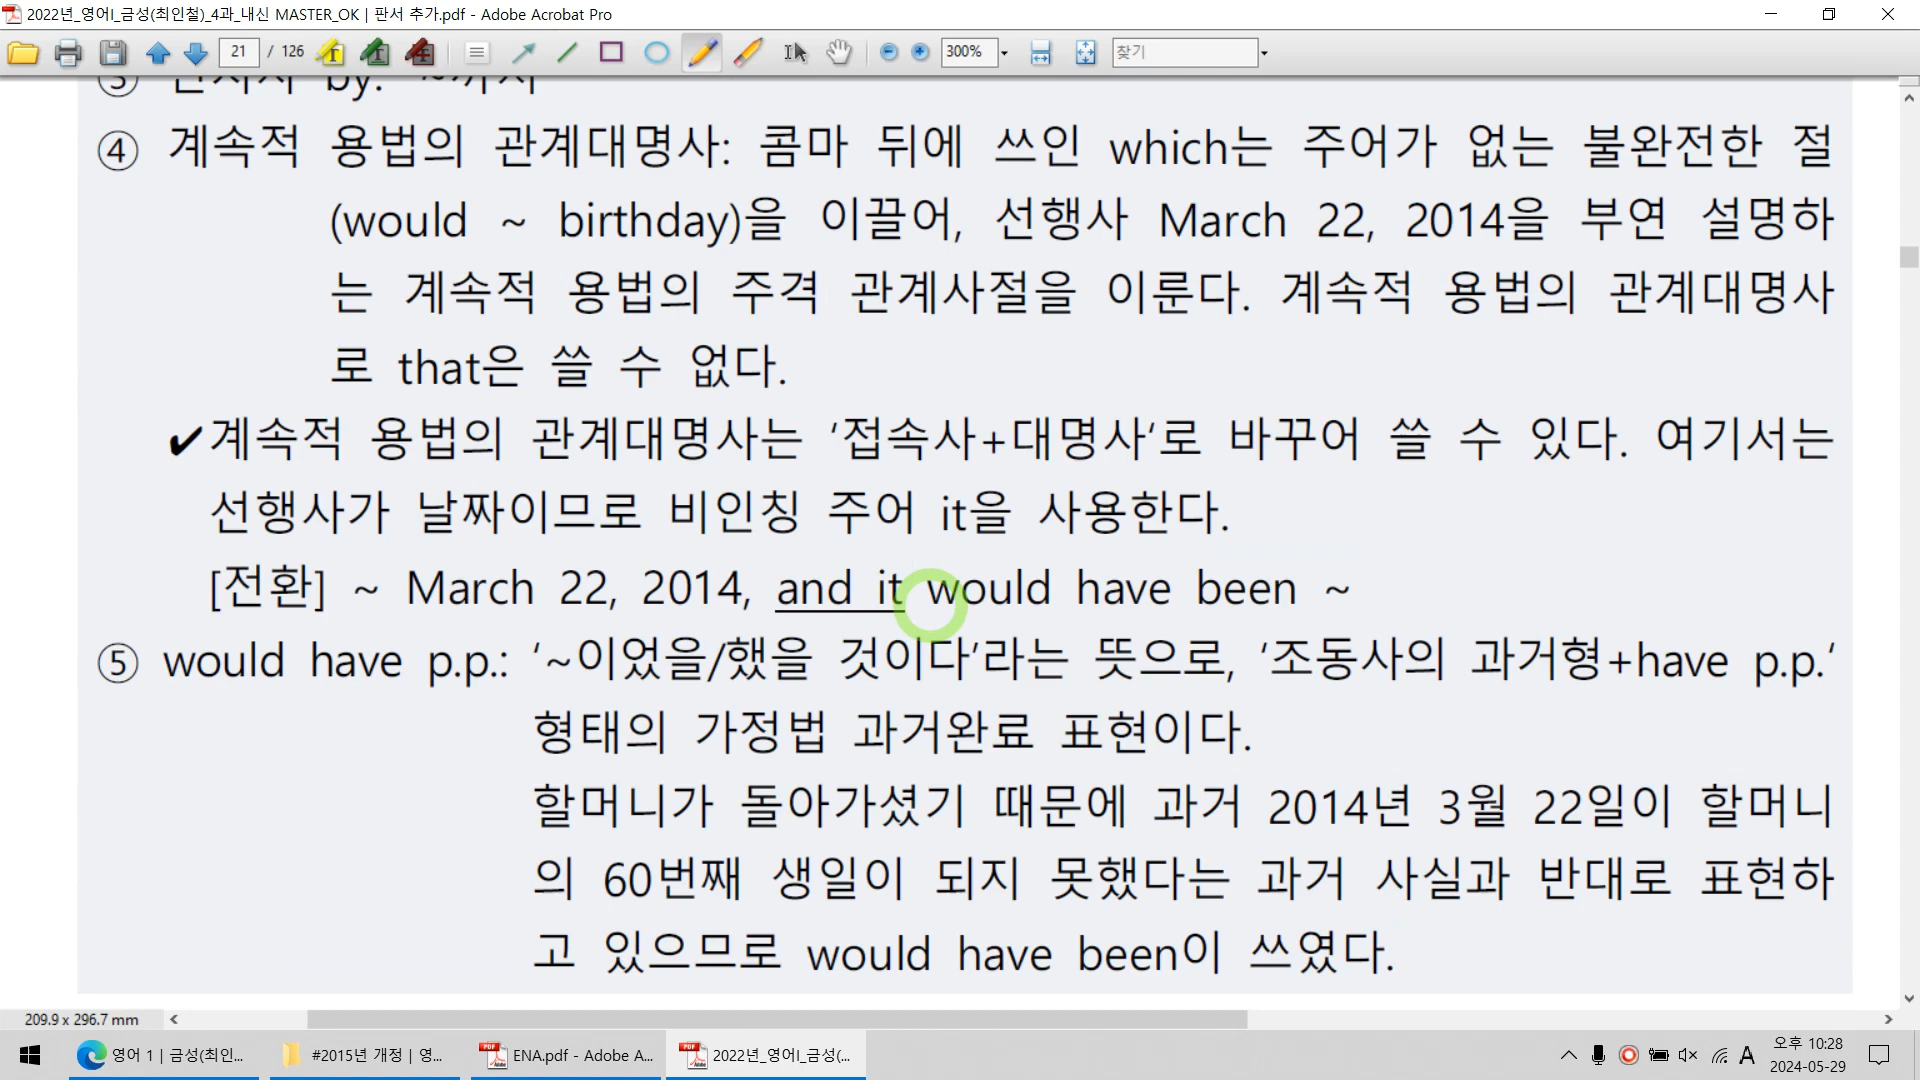 2022년_영어I_금성(최인철)_4과_내신 MASTER_OK | 판서 추가.pdf - Adobe Acrobat Pro
21 / 126 300% 찾기
④ 계속적 용법의 관계대명사: 콤마 뒤에 쓰인 which는 주어가 없는 불완전한 절
(would ~ birthday)을 이끌어, 선행사 March 22, 2014을 부연 설명하
는 계속적 용법의 주격 관계사절을 이룬다. 계속적 용법의 관계대명사
로 that은 쓸 수 없다.
✔계속적 용법의 관계대명사는 ‘접속사+대명사‘로 바꾸어 쓸 수 있다. 여기서는
선행사가 날짜이므로 비인칭 주어 it을 사용한다.
[전환] ~ March 22, 2014, and it would have been ~
⑤ would have p.p.: ‘~이었을/했을 것이다’라는 뜻으로, ‘조동사의 과거형+have p.p.‘
형태의 가정법 과거완료 표현이다.
할머니가 돌아가셨기 때문에 과거 2014년 3월 22일이 할머니
의 60번째 생일이 되지 못했다는 과거 사실과 반대로 표현하
고 있으므로 would have been이 쓰였다.
209.9 x 296.7 mm
영어 1 | 금성(최인... #2015년 개정 | 영... ENA.pdf - Adobe A... 2022년_영어I_금성(... A 오후 10:28
2024-05-29